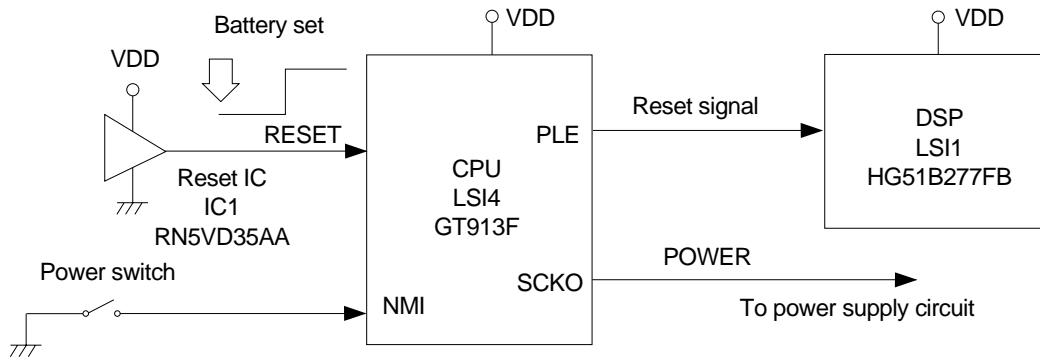 Battery set
VDD
VDD
VDD
RESET
Reset IC
IC1
RN5VD35AA
Power switch
NMI
CPU
LSI4
GT913F
PLE
SCKO
Reset signal
POWER
To power supply circuit
DSP
LSI1
HG51B277FB